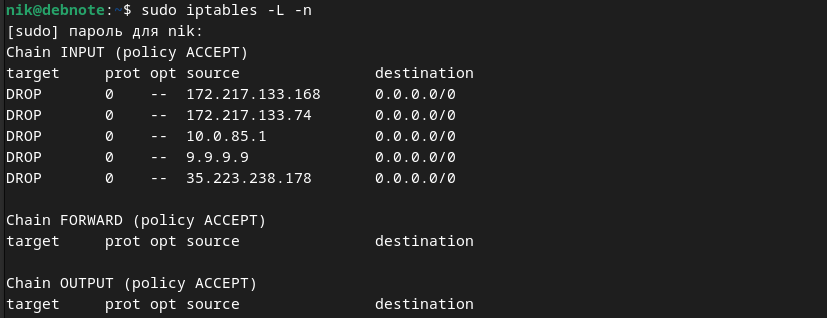 nik@debnote:~$ sudo iptables -L -n
[sudo] пароль для nik:
Chain INPUT (policy ACCEPT)
target     prot opt source               destination
DROP       0    --  172.217.133.168      0.0.0.0/0
DROP       0    --  172.217.133.74       0.0.0.0/0
DROP       0    --  10.0.85.1            0.0.0.0/0
DROP       0    --  9.9.9.9              0.0.0.0/0
DROP       0    --  35.223.238.178       0.0.0.0/0

Chain FORWARD (policy ACCEPT)
target     prot opt source               destination

Chain OUTPUT (policy ACCEPT)
target     prot opt source               destination